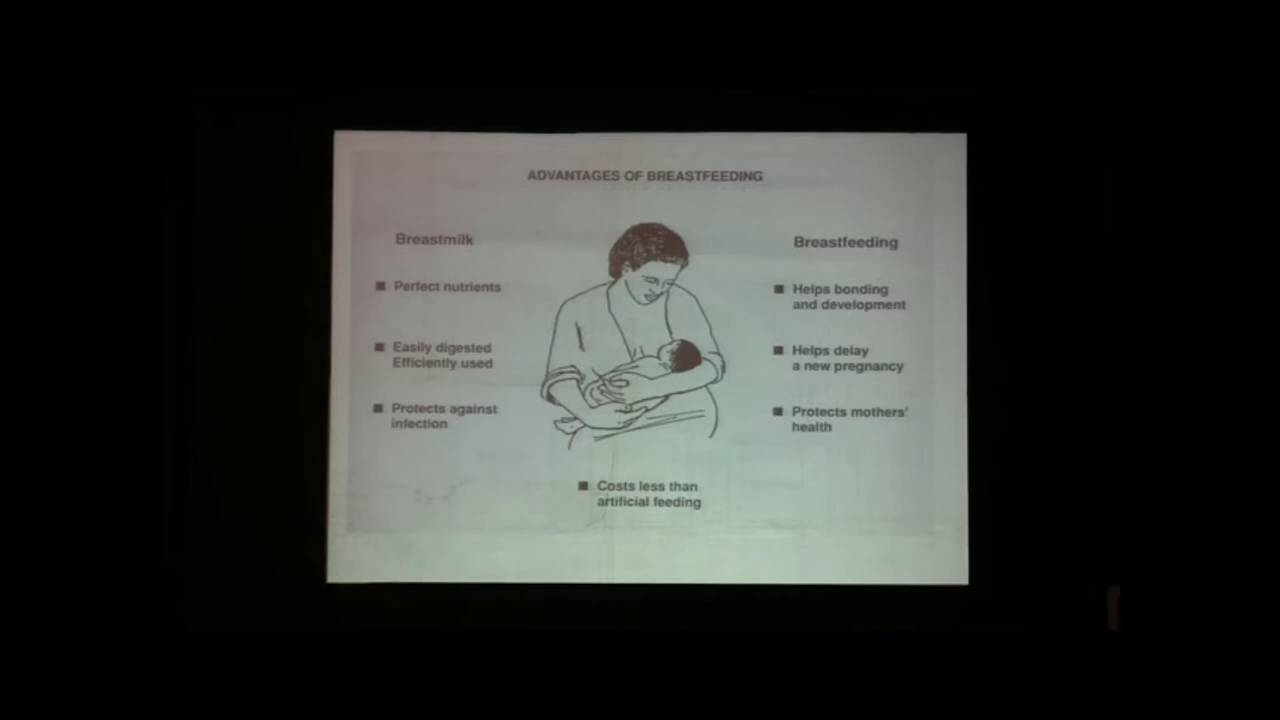 ADVANTAGES OF BREASTFEEDING
Breastmilk
■ Perfect nutrients
■ Easily digested
Efficiently used
■ Protects against
infection
Breastfeeding
■ Helps bonding
and development
■ Helps delay
a new pregnancy
■ Protects mothers'
health
■ Costs less than
artificial feeding